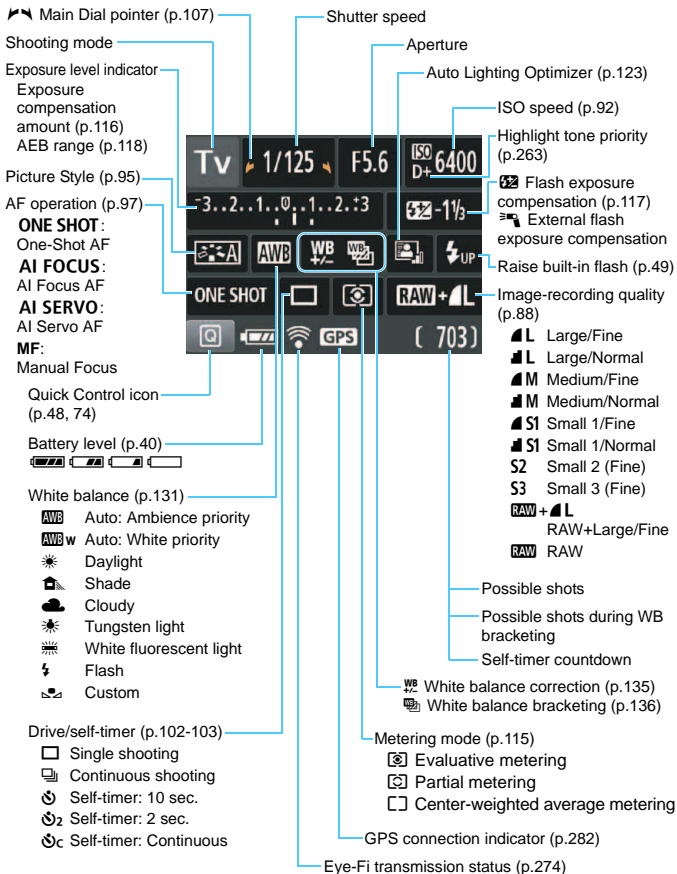 Main Dial pointer (p.107)
Shutter speed
Shooting mode
Aperture
Exposure level indicator
Exposure
compensation
amount (p.116)
AEB range (p.118)
Auto Lighting Optimizer (p.123)
ISO speed (p.92)
Highlight tone priority
(p.263)
Picture Style (p.95)
Flash exposure
compensation (p.117)
External flash
exposure compensation
AF operation (p.97)
ONE SHOT:
One-Shot AF
AI FOCUS:
AI Focus AF
AI SERVO:
AI Servo AF
MF:
Manual Focus
Raise built-in flash (p.49)
Tv 1/125 F5.6 ISO D+ 6400
-3..2..1..0..1..2.+3 -1⅓
A AWB WB +/- WB UP
ONE SHOT RAW+L
Q GPS ( 703)
Image-recording quality
(p.88)
L Large/Fine
L Large/Normal
M Medium/Fine
M Medium/Normal
S1 Small 1/Fine
S1 Small 1/Normal
S2 Small 2 (Fine)
S3 Small 3 (Fine)
RAW+L
RAW+Large/Fine
RAW RAW
Quick Control icon
(p.48, 74)
Battery level (p.40)
White balance (p.131)
AWB Auto: Ambience priority
AWB w Auto: White priority
Daylight
Shade
Cloudy
Tungsten light
White fluorescent light
Flash
Custom
Possible shots
Possible shots during WB
bracketing
Self-timer countdown
WB +/- White balance correction (p.135)
WB White balance bracketing (p.136)
Drive/self-timer (p.102-103)
Single shooting
Continuous shooting
Self-timer: 10 sec.
2 Self-timer: 2 sec.
C Self-timer: Continuous
Metering mode (p.115)
Evaluative metering
Partial metering
Center-weighted average metering
GPS connection indicator (p.282)
Eye-Fi transmission status (p.274)